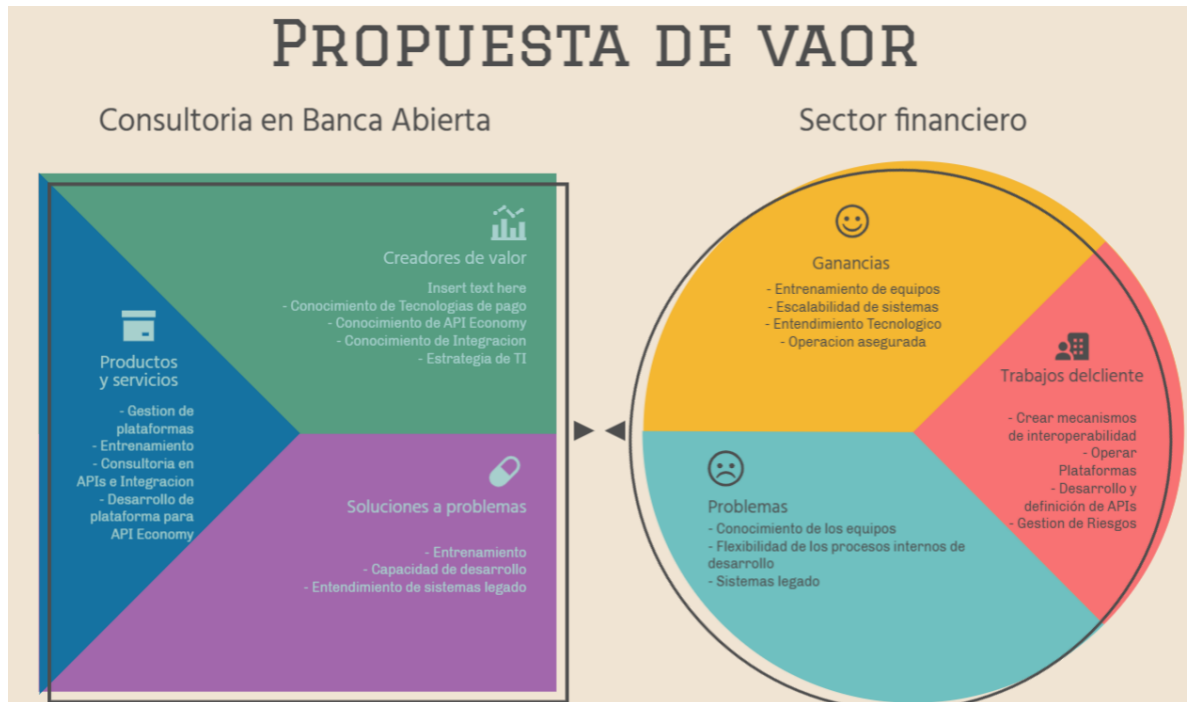 PROPUESTA DE VAOR
Consultoria en Banca Abierta
Sector financiero
Creadores de valor
Insert text here
- Conocimiento de Tecnologias de pago
- Conocimiento de API Economy
- Conocimiento de Integracion
- Estrategia de TI
Productos
y servicios
- Gestion de
plataformas
- Entrenamiento
- Consultoria en
APIs e Integracion
- Desarrollo de
plataforma para
API Economy
Soluciones a problemas
- Entrenamiento
- Capacidad de desarrollo
- Entendimiento de sistemas legado
Ganancias
- Entrenamiento de equipos
- Escalabilidad de sistemas
- Entendimiento Tecnologico
- Operacion asegurada
Trabajos delcliente
- Crear mecanismos
de interoperabilidad
- Operar
Plataformas
- Desarrollo y
definición de APIs
- Gestion de Riesgos
Problemas
- Conocimiento de los equipos
- Flexibilidad de los procesos internos de
desarrollo
- Sistemas legado